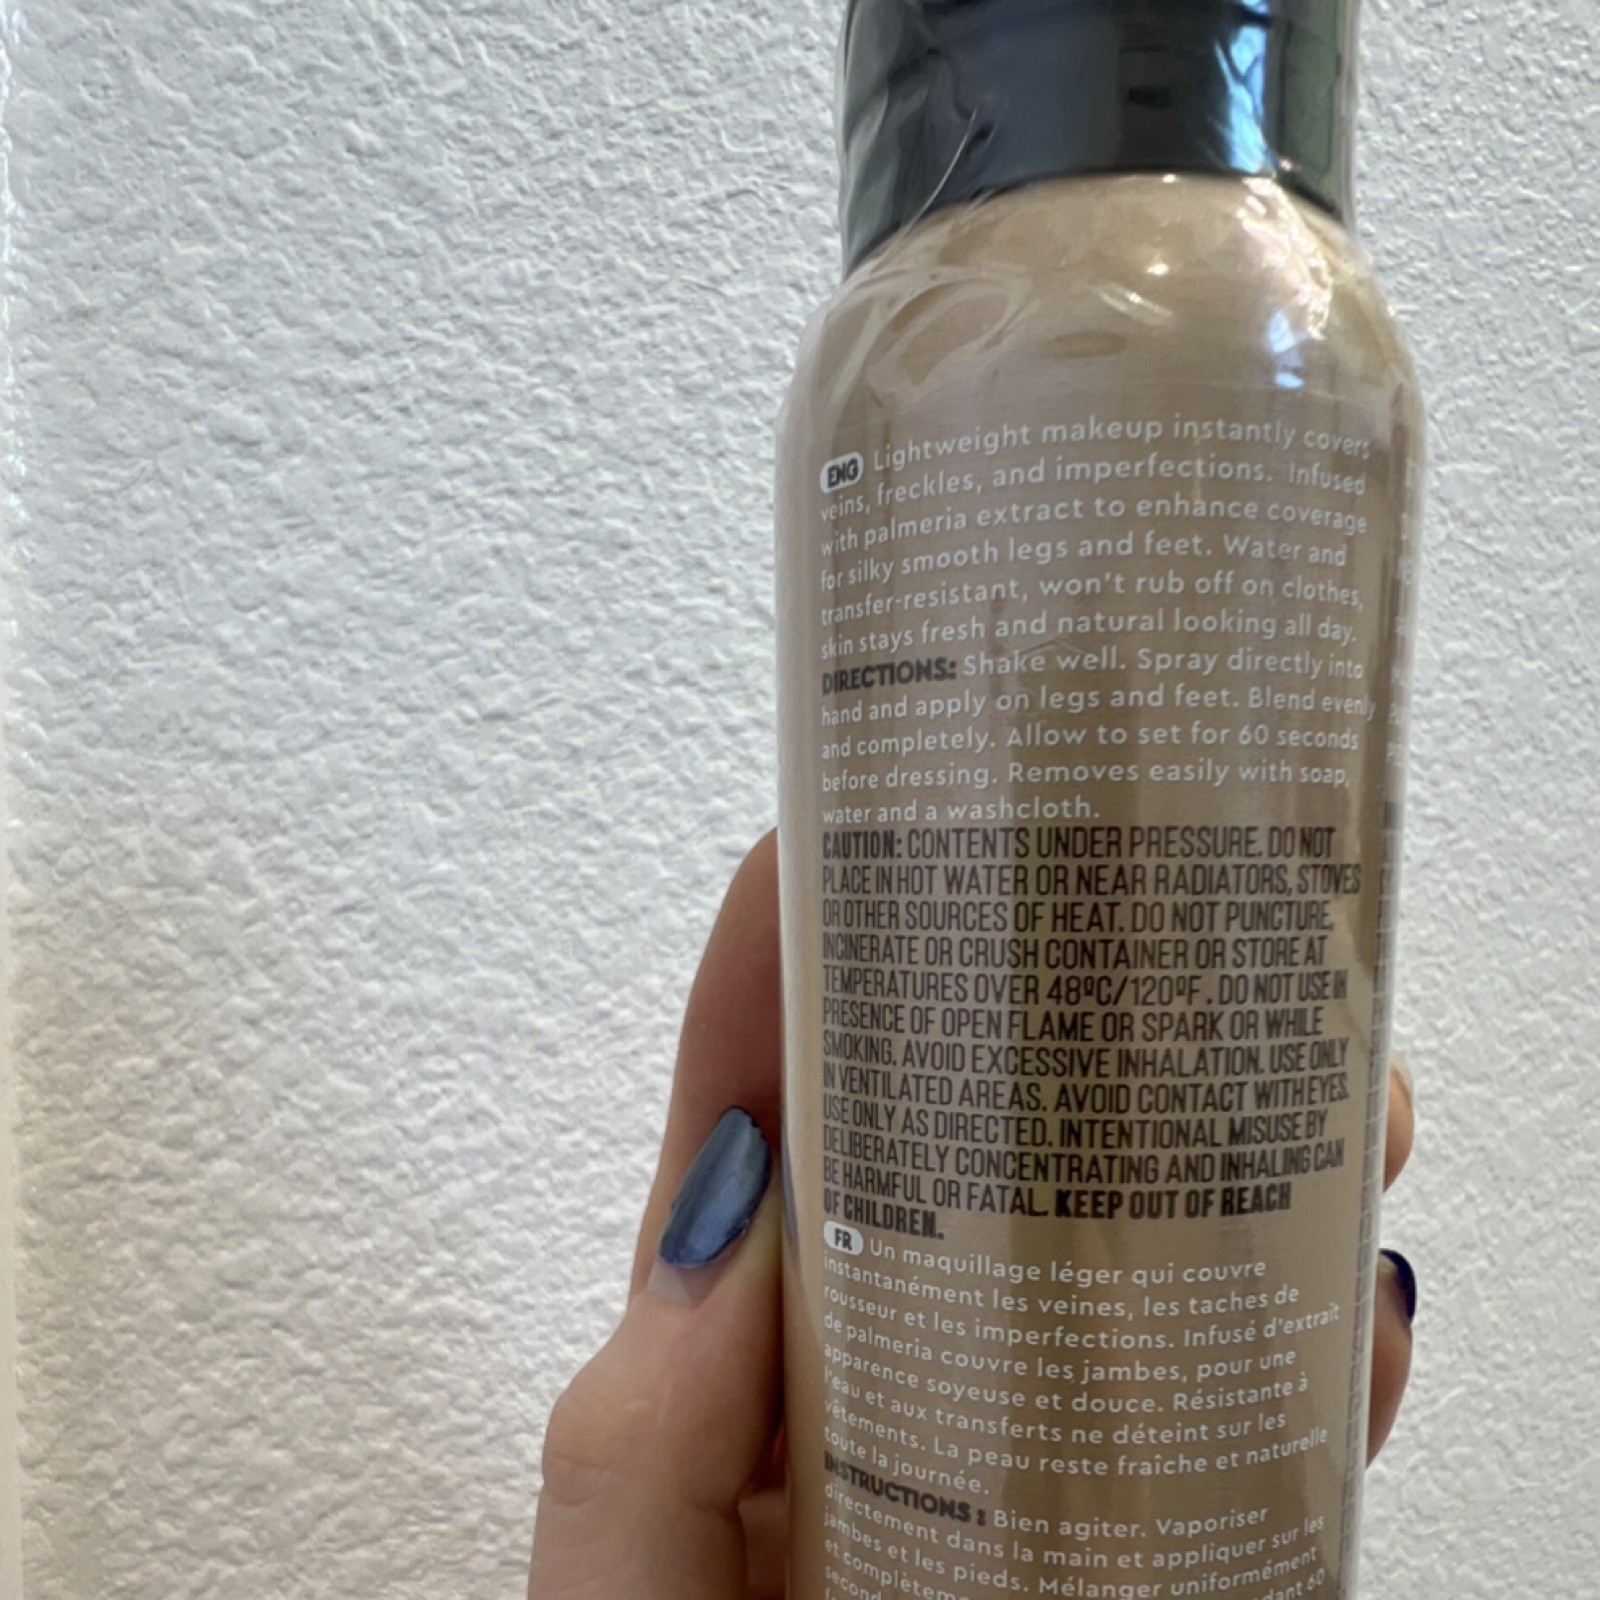 ENG Lightweight makeup instantly covers
veins, freckles, and imperfections. Infused
with palmeria extract to enhance coverage
for silky smooth legs and feet. Water and
transfer-resistant, won't rub off on clothes,
skin stays fresh and natural looking all day.
DIRECTIONS: Shake well. Spray directly into
hand and apply on legs and feet. Blend evenly
and completely. Allow to set for 60 seconds
before dressing. Removes easily with soap,
water and a washcloth.
CAUTION: CONTENTS UNDER PRESSURE. DO NOT
PLACE IN HOT WATER OR NEAR RADIATORS, STOVES
OR OTHER SOURCES OF HEAT. DO NOT PUNCTURE,
INCINERATE OR CRUSH CONTAINER OR STORE AT
TEMPERATURES OVER 48ºC/120ºF. DO NOT USE IN
PRESENCE OF OPEN FLAME OR SPARK OR WHILE
SMOKING. AVOID EXCESSIVE INHALATION. USE ONLY
IN VENTILATED AREAS. AVOID CONTACT WITH EYES.
USE ONLY AS DIRECTED. INTENTIONAL MISUSE BY
DELIBERATELY CONCENTRATING AND INHALING CAN
BE HARMFUL OR FATAL. KEEP OUT OF REACH
OF CHILDREN.
FR Un maquillage léger qui couvre
instantanément les veines, les taches de
rousseur et les imperfections. Infusé d'extrait
de palmeria couvre les jambes, pour une
apparence soyeuse et douce. Résistante à
l'eau et aux transferts ne déteint sur les
vêtements. La peau reste fraîche et naturelle
toute la journée.
INSTRUCTIONS : Bien agiter. Vaporiser
directement dans la main et appliquer sur les
jambes et les pieds. Mélanger uniformément
et 60